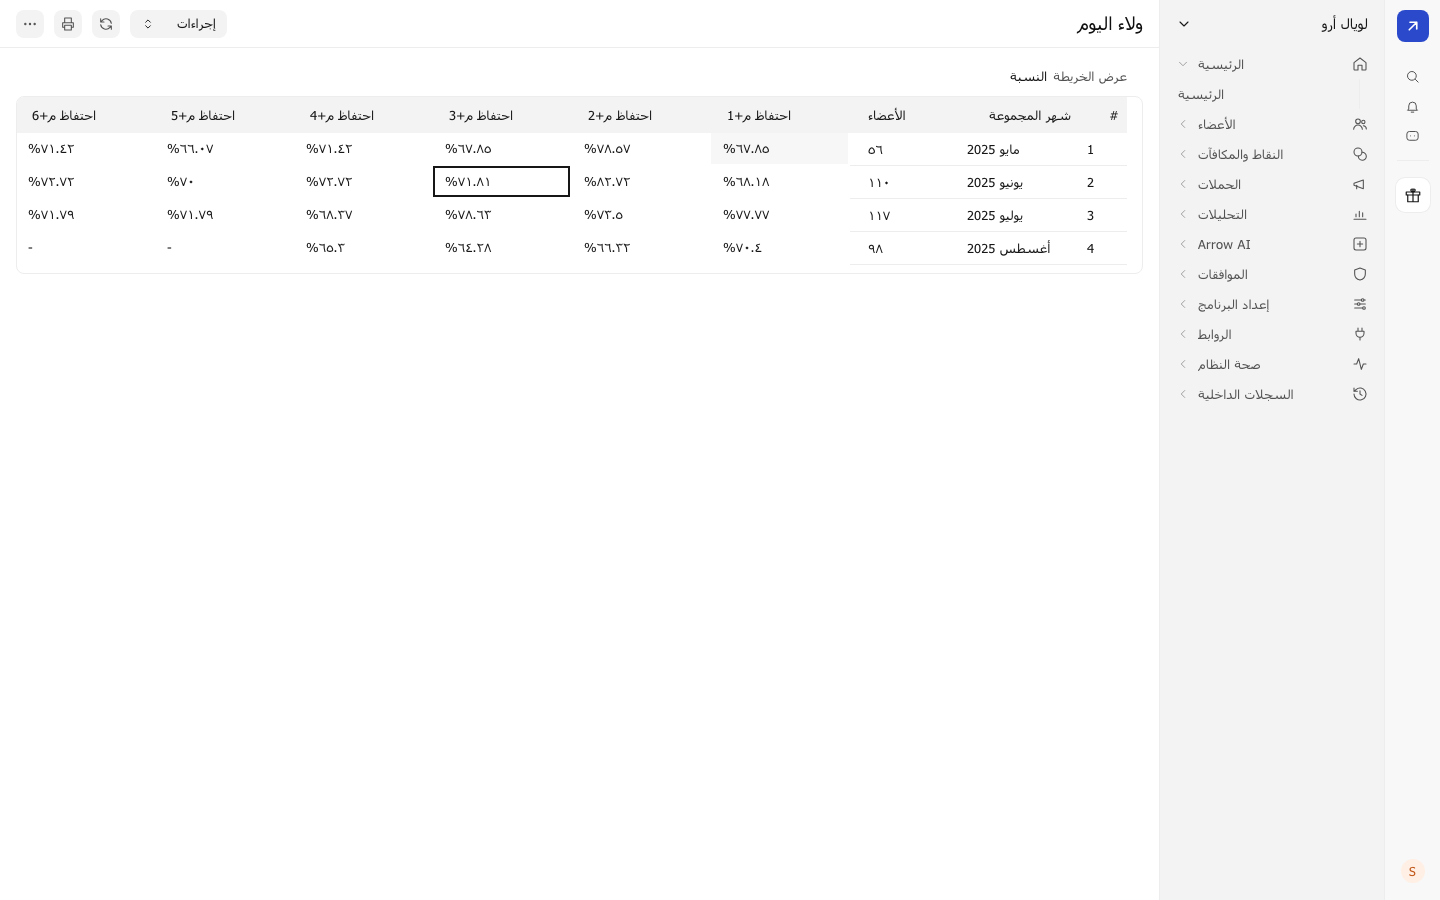 لويال أرو
الرئيسية
الرئيسية
الأعضاء
النقاط والمكافآت
الحملات
التحليلات
Arrow AI
الموافقات
إعداد البرنامج
الروابط
صحة النظام
السجلات الداخلية
S
ولاء اليوم
إجراءات
عرض الخريطة النسبة
# شهر المجموعة الأعضاء احتفاظ م+1 احتفاظ م+2 احتفاظ م+3 احتفاظ م+4 احتفاظ م+5 احتفاظ م+6
1 مايو 2025 ٥٦ ٦٧.٨٥% ٧٨.٥٧% ٦٧.٨٥% ٧١.٤٢% ٦٦.٠٧% ٧١.٤٢%
2 يونيو 2025 ١١٠ ٦٨.١٨% ٨٢.٧٢% ٧١.٨١% ٧٢.٧٢% ٧٠% ٧٢.٧٢%
3 يوليو 2025 ١١٧ ٧٧.٧٧% ٧٣.٥% ٧٨.٦٣% ٦٨.٣٧% ٧١.٧٩% ٧١.٧٩%
4 أغسطس 2025 ٩٨ ٧٠.٤% ٦٦.٣٢% ٦٤.٢٨% ٦٥.٣% - -